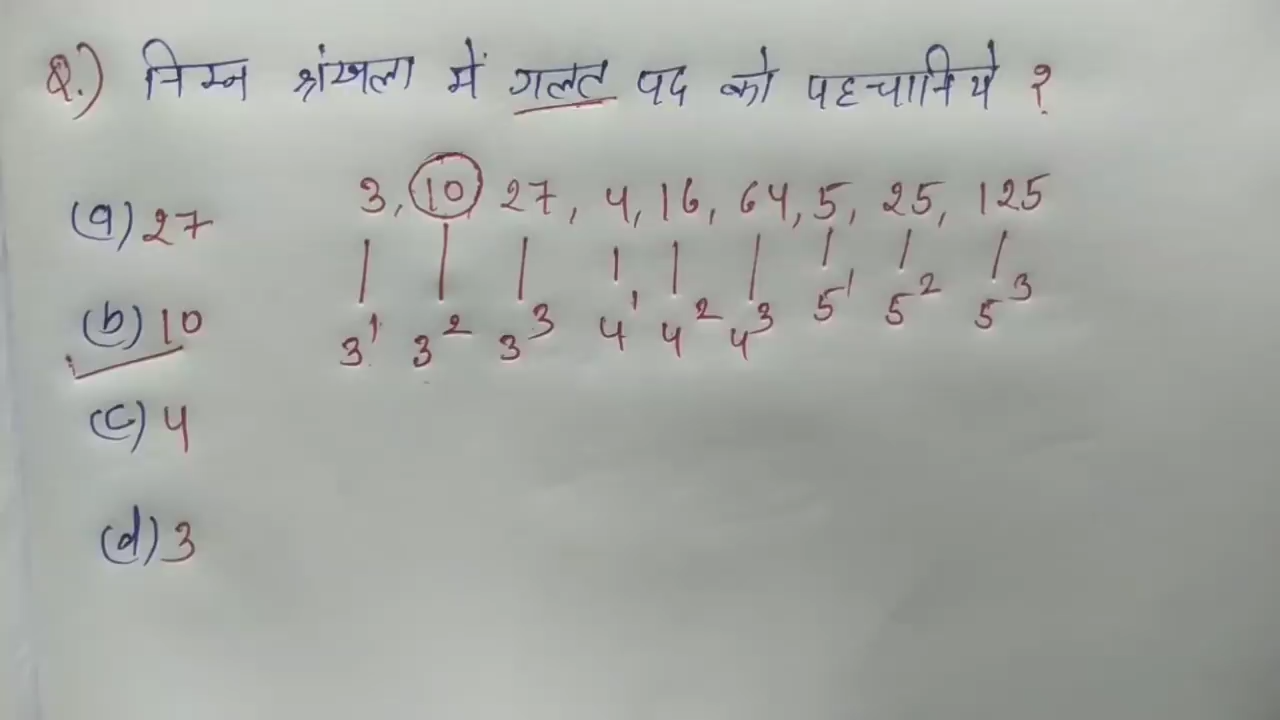 Q.) निम्न श्रंखला में गलत पद को पहचानिये ?
3, 10 27, 4, 16, 64, 5, 25, 125
3¹ 3² 3³ 4¹ 4² 4³ 5¹ 5² 5³
(a) 27
(b) 10
(c) 4
(d) 3